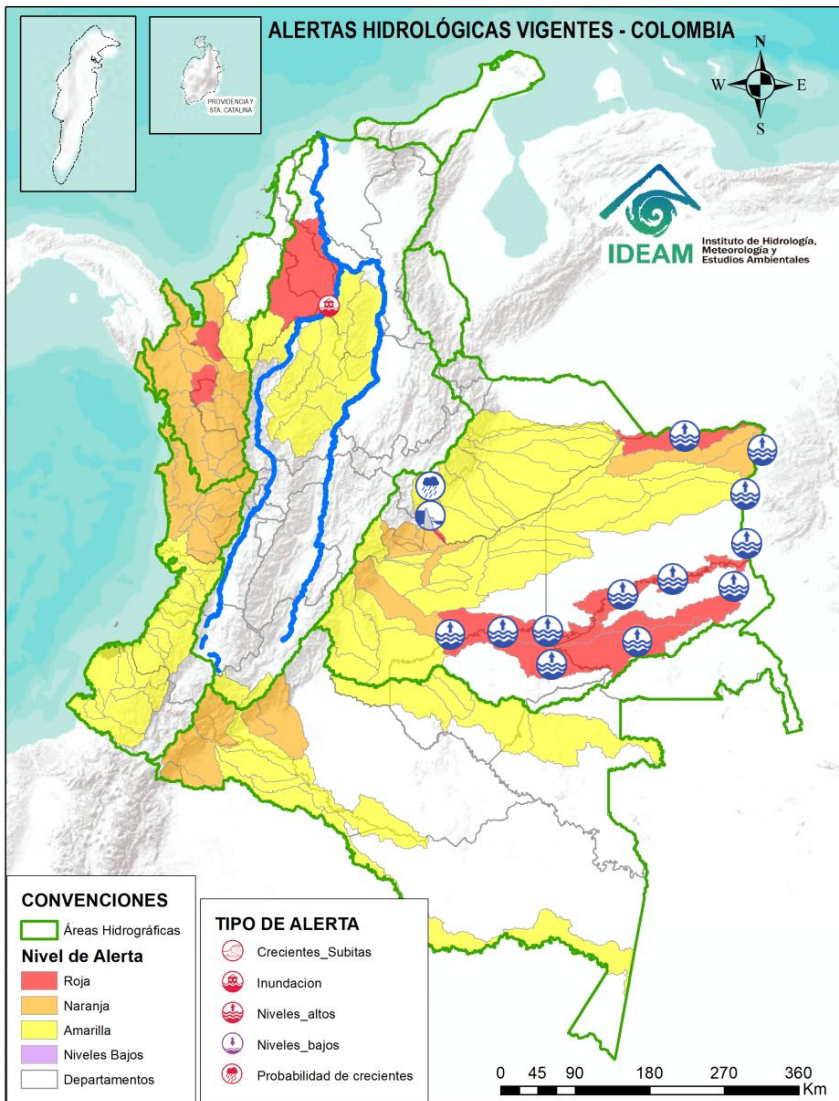 ALERTAS HIDROLÓGICAS VIGENTES - COLOMBIA
PROVIDENCIA Y
STA. CATALINA
N
W
E
S
IDEAM
Instituto de Hidrología,
Meteorología y
Estudios Ambientales
CONVENCIONES
Áreas Hidrográficas
Nivel de Alerta
Roja
Naranja
Amarilla
Niveles Bajos
Departamentos
TIPO DE ALERTA
Crecientes_Subitas
Inundacion
Niveles_altos
Niveles_bajos
Probabilidad de crecientes
0 45 90 180 270 360
Km